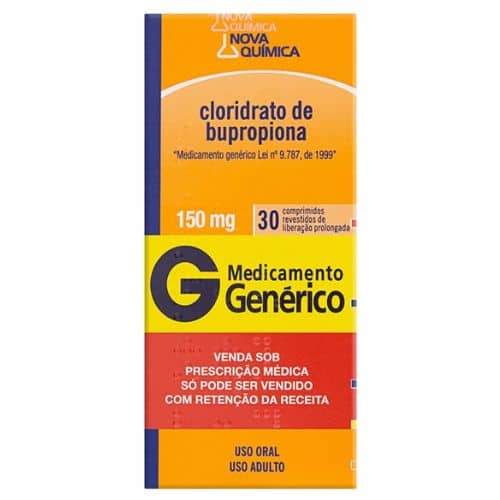 NOVA
QUÍMICA
NOVA
QUÍMICA
cloridrato de
bupropiona
"Medicamento genérico Lei nº 9.787, de 1999"
150 mg
30 comprimidos
revestidos de
liberação prolongada
G Medicamento
Genérico
VENDA SOB
PRESCRIÇÃO MÉDICA
SÓ PODE SER VENDIDO
COM RETENÇÃO DA RECEITA
USO ORAL
USO ADULTO